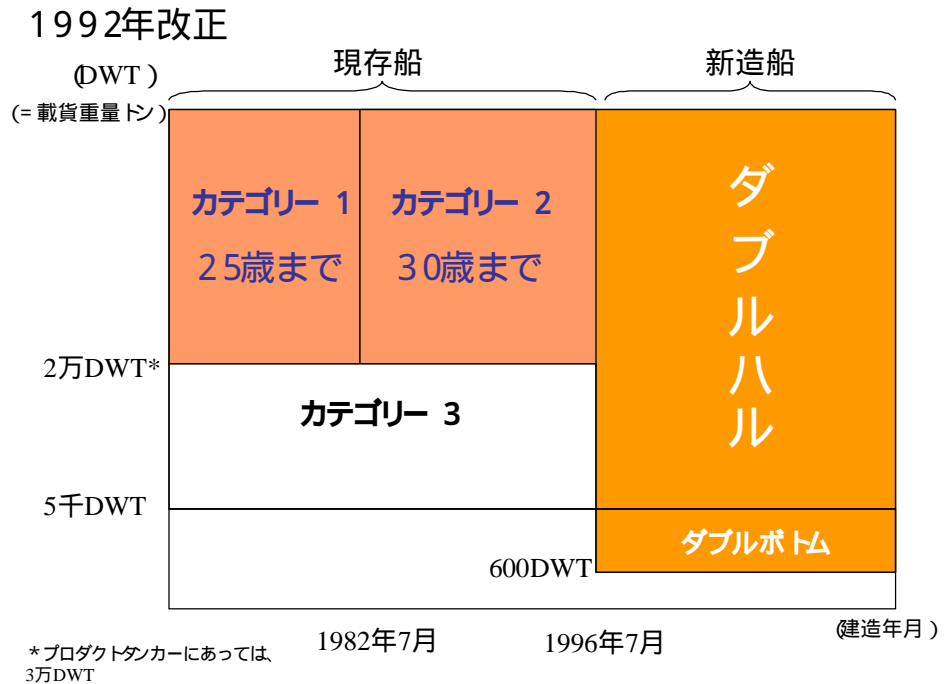 1992年改正
(DWT)
(=載貨重量トン)
現存船
新造船
カテゴリー 1
25歳まで
カテゴリー 2
30歳まで
ダブルハル
2万DWT*
カテゴリー 3
5千DWT
ダブルボトム
600DWT
1982年7月
1996年7月
(建造年月)
*プロダクトタンカーにあっては、
3万DWT